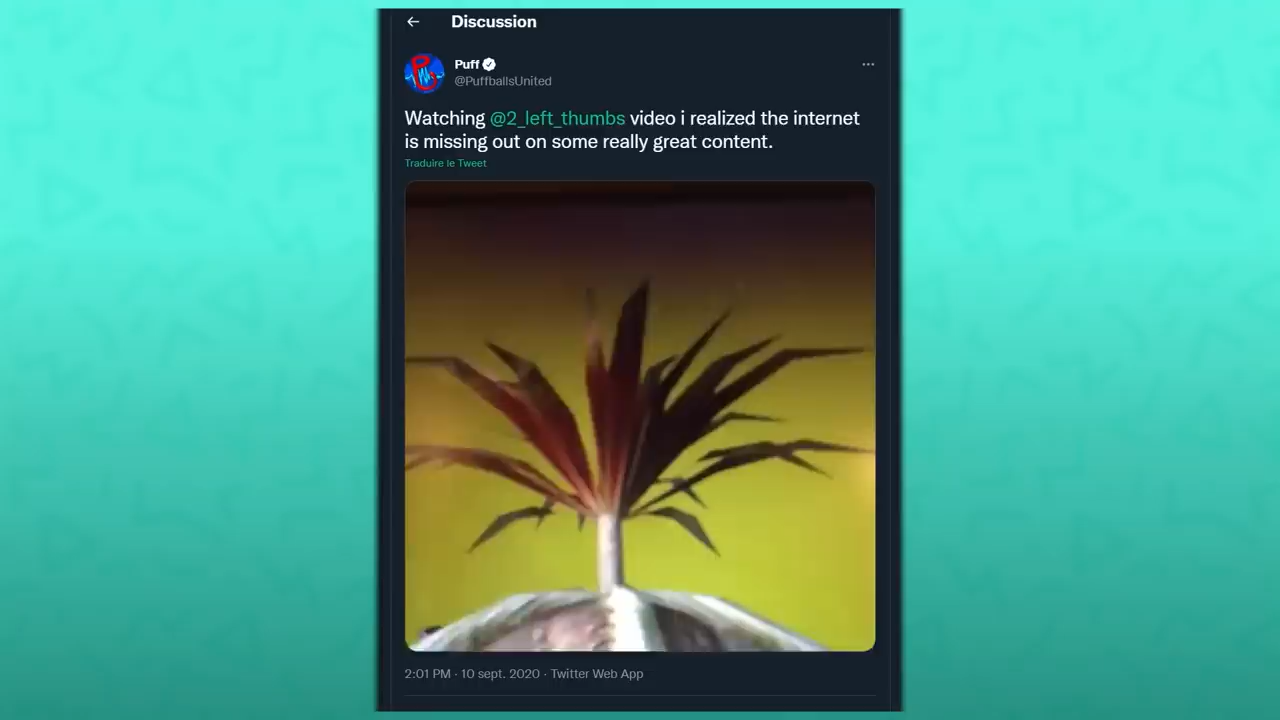 Discussion
Puff
@PuffballsUnited
Watching @2_left_thumbs video i realized the internet
is missing out on some really great content.
Traduire le Tweet
2:01 PM · 10 sept. 2020 · Twitter Web App